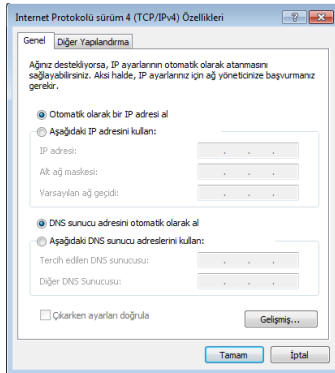 Internet Protokolü sürüm 4 (TCP/IPv4) Özellikleri
Genel
Diğer Yapılandırma
Ağınız destekliyorsa, IP ayarlarının otomatik olarak atanmasını
sağlayabilirsiniz. Aksi halde, IP ayarlarınız için ağ yöneticinize başvurmanız
gerekir.
Otomatik olarak bir IP adresi al
Aşağıdaki IP adresini kullan:
IP adresi:
Alt ağ maskesi:
Varsayılan ağ geçidi:
DNS sunucu adresini otomatik olarak al
Aşağıdaki DNS sunucu adreslerini kullan:
Tercih edilen DNS sunucusu:
Diğer DNS Sunucusu:
Çıkarken ayarları doğrula
Gelişmiş...
Tamam
İptal